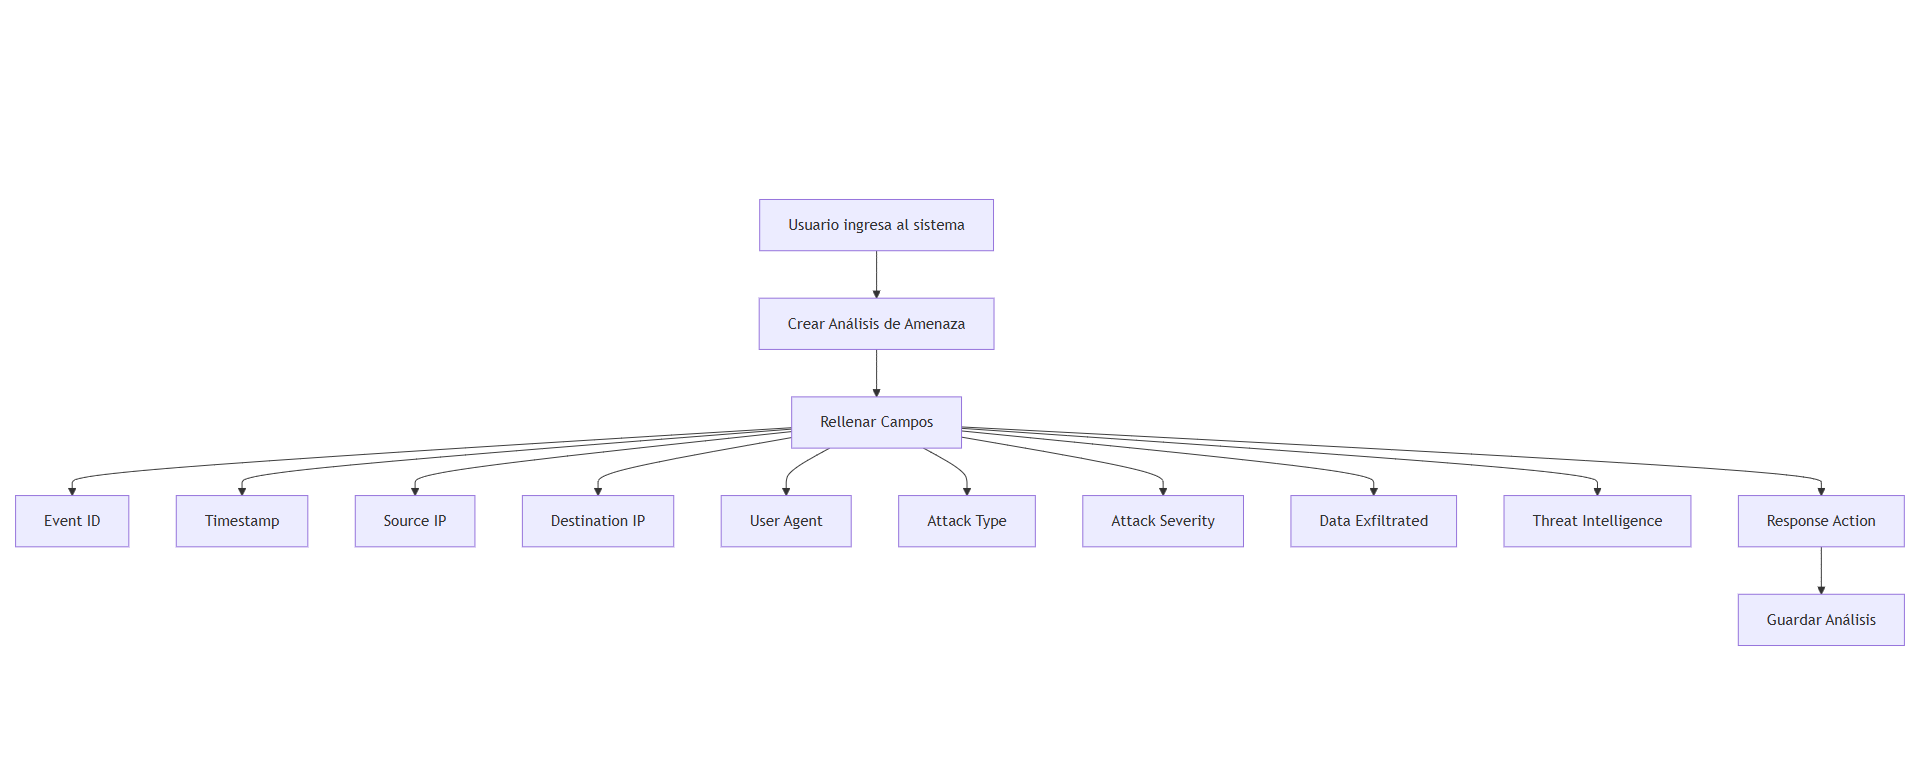 Usuario ingresa al sistema
Crear Análisis de Amenaza
Rellenar Campos
Event ID
Timestamp
Source IP
Destination IP
User Agent
Attack Type
Attack Severity
Data Exfiltrated
Threat Intelligence
Response Action
Guardar Análisis